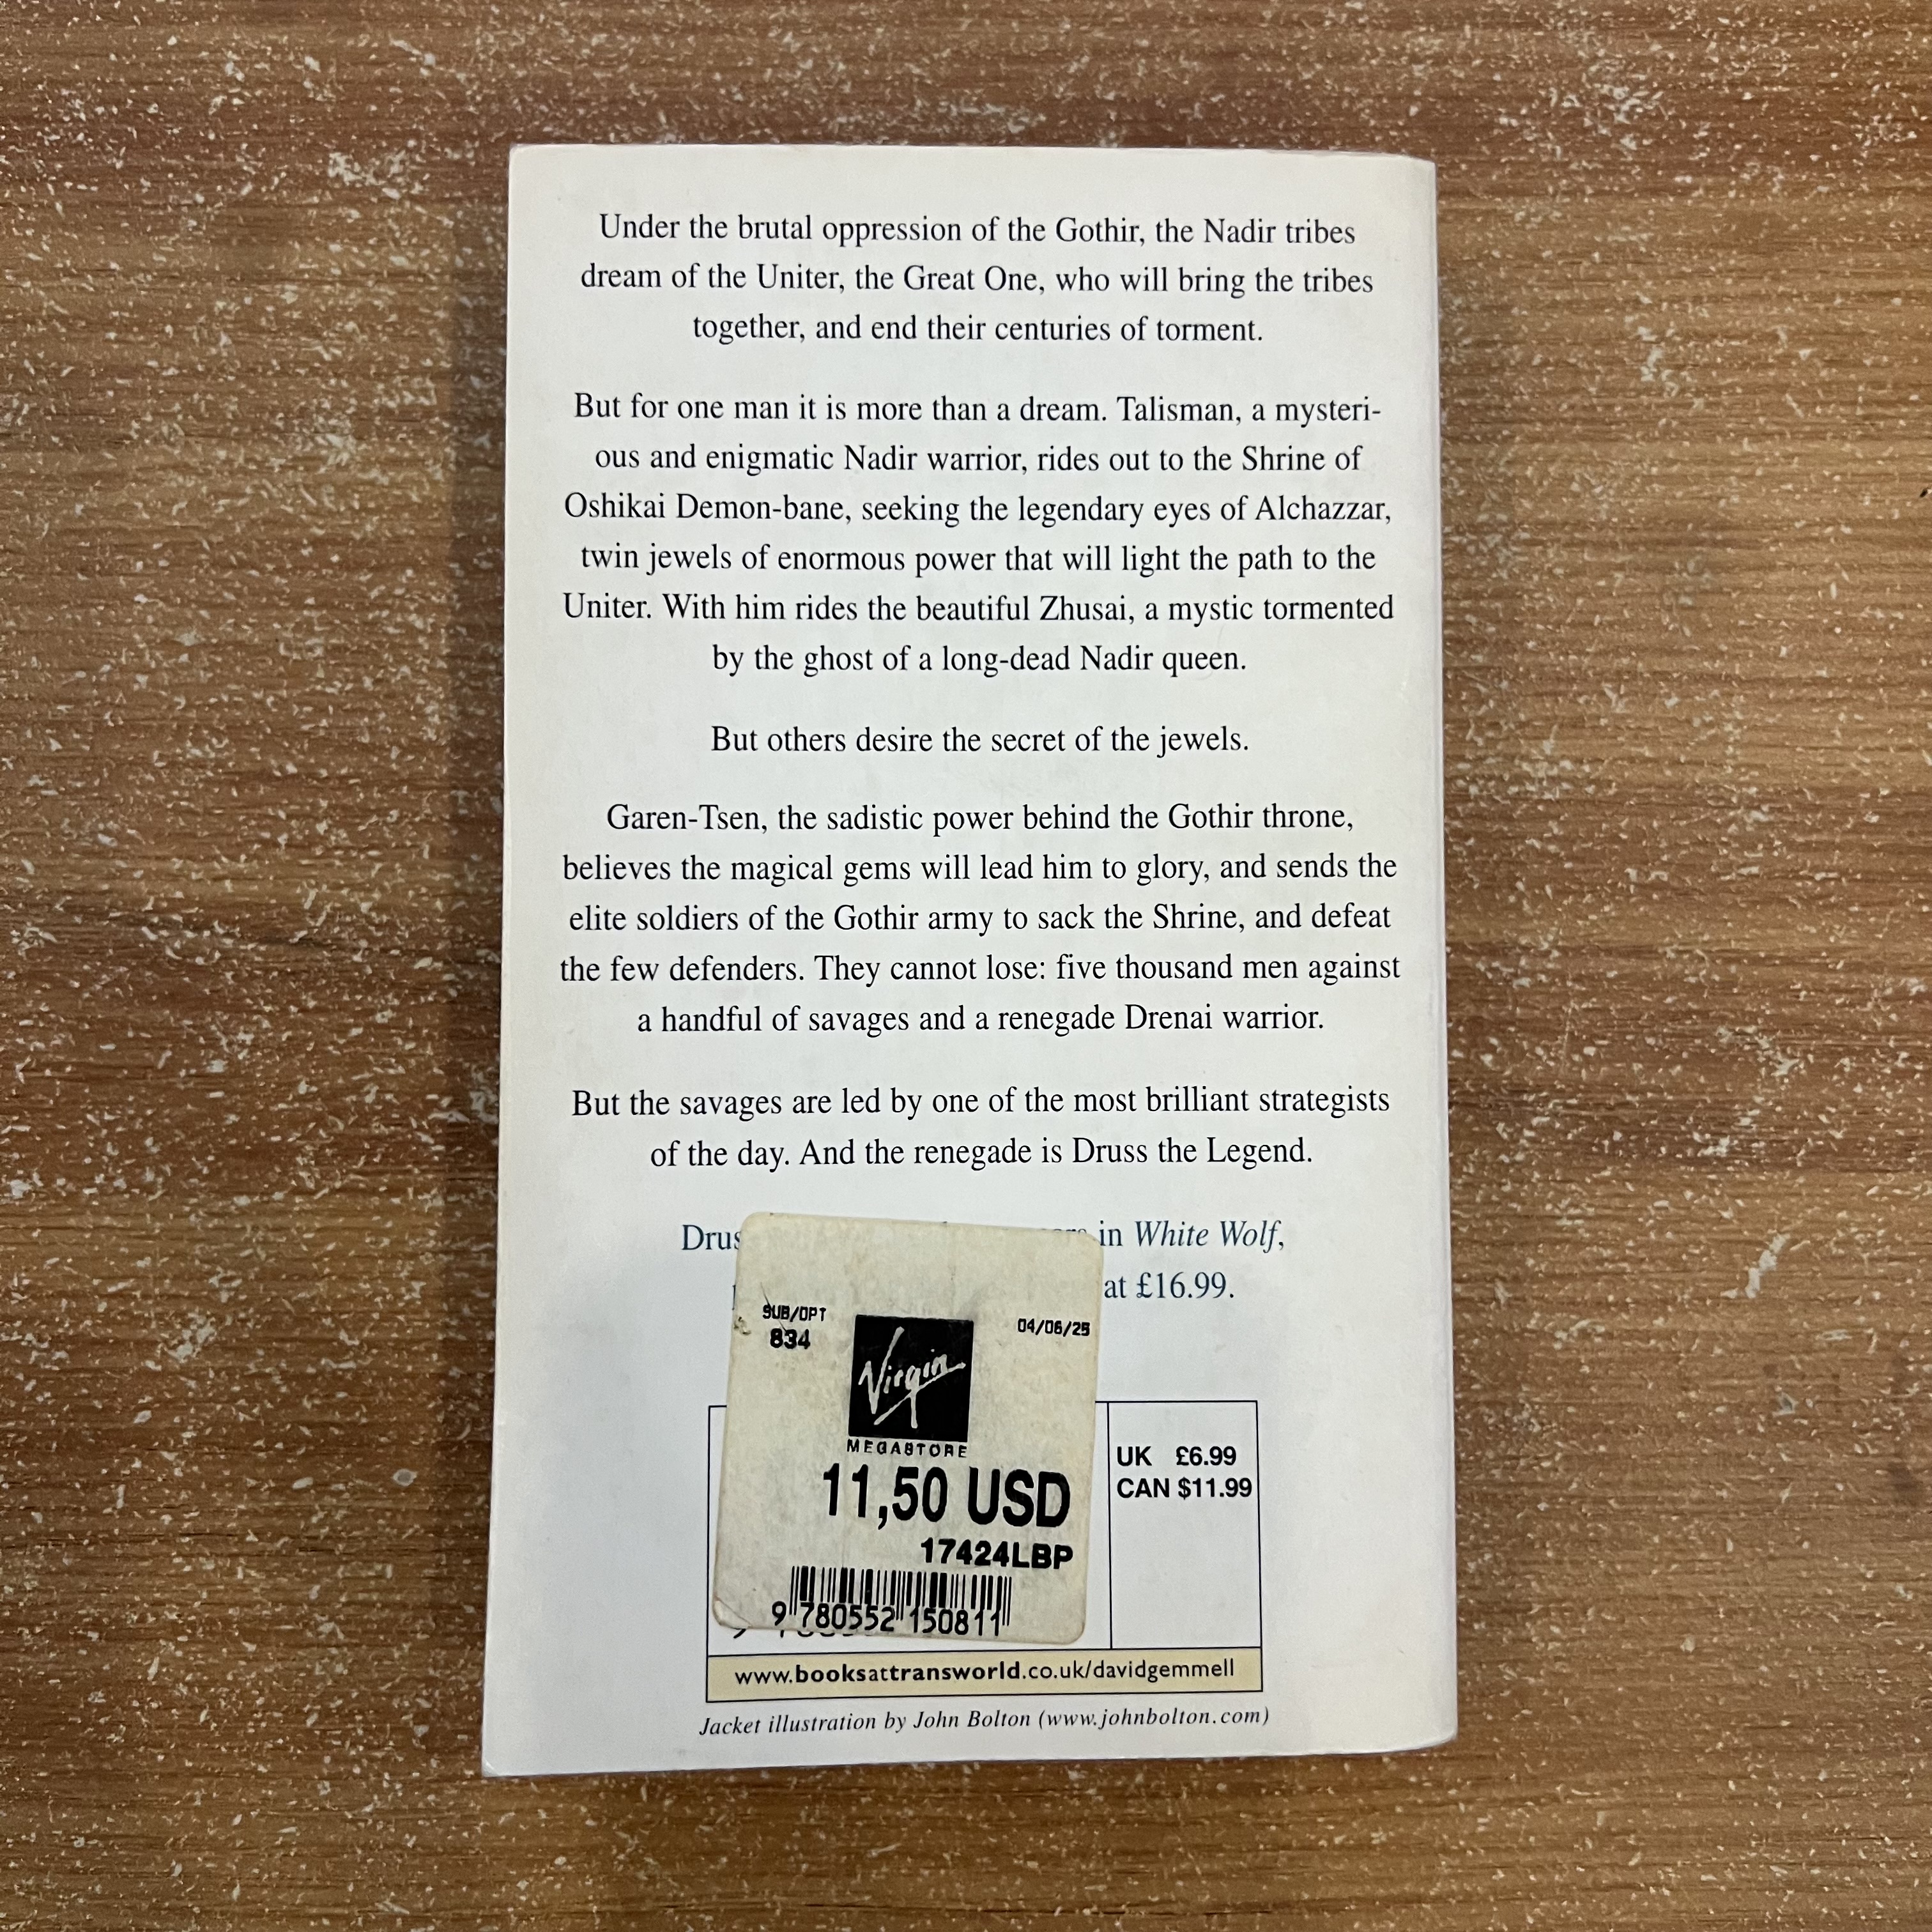 Under the brutal oppression of the Gothir, the Nadir tribes
dream of the Uniter, the Great One, who will bring the tribes
together, and end their centuries of torment.
But for one man it is more than a dream. Talisman, a mysteri-
ous and enigmatic Nadir warrior, rides out to the Shrine of
Oshikai Demon-bane, seeking the legendary eyes of Alchazzar,
twin jewels of enormous power that will light the path to the
Uniter. With him rides the beautiful Zhusai, a mystic tormented
by the ghost of a long-dead Nadir queen.
But others desire the secret of the jewels.
Garen-Tsen, the sadistic power behind the Gothir throne,
believes the magical gems will lead him to glory, and sends the
elite soldiers of the Gothir army to sack the Shrine, and defeat
the few defenders. They cannot lose: five thousand men against
a handful of savages and a renegade Drenai warrior.
But the savages are led by one of the most brilliant strategists
of the day. And the renegade is Druss the Legend.
in White Wolf,
at £16.99.
SUB/DPT
834
04/06/25
Virgin
MEGASTORE
11,50 USD
17424LBP
9 780552 150811
UK £6.99
CAN $11.99
www.booksattransworld.co.uk/davidgemmell
Jacket illustration by John Bolton (www.johnbolton.com)